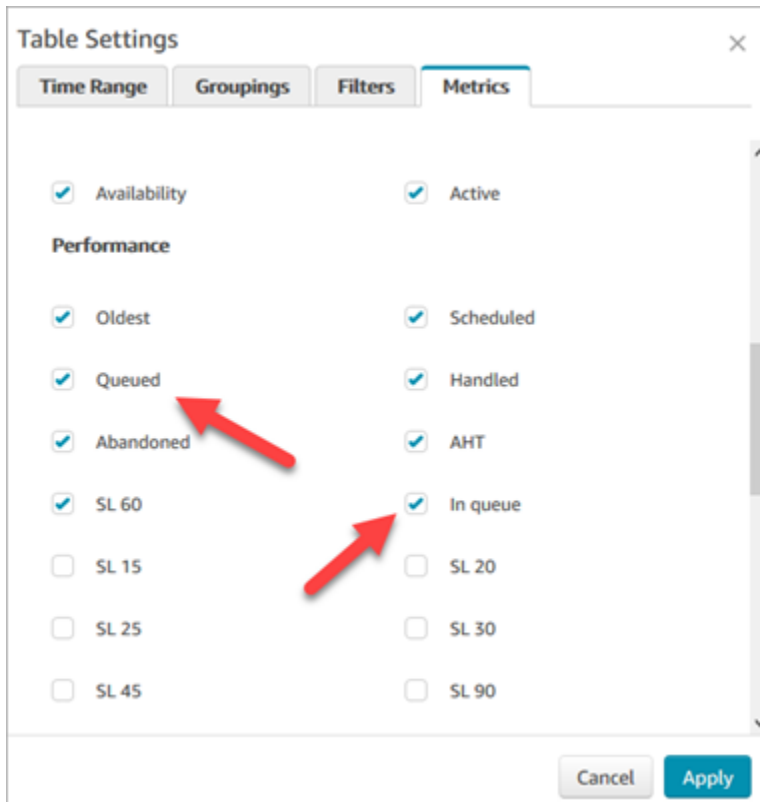 Table Settings
Time Range Groupings Filters Metrics
Availability Active
Performance
Oldest Scheduled
Queued Handled
Abandoned AHT
SL 60 In queue
SL 15 SL 20
SL 25 SL 30
SL 45 SL 90
Cancel Apply